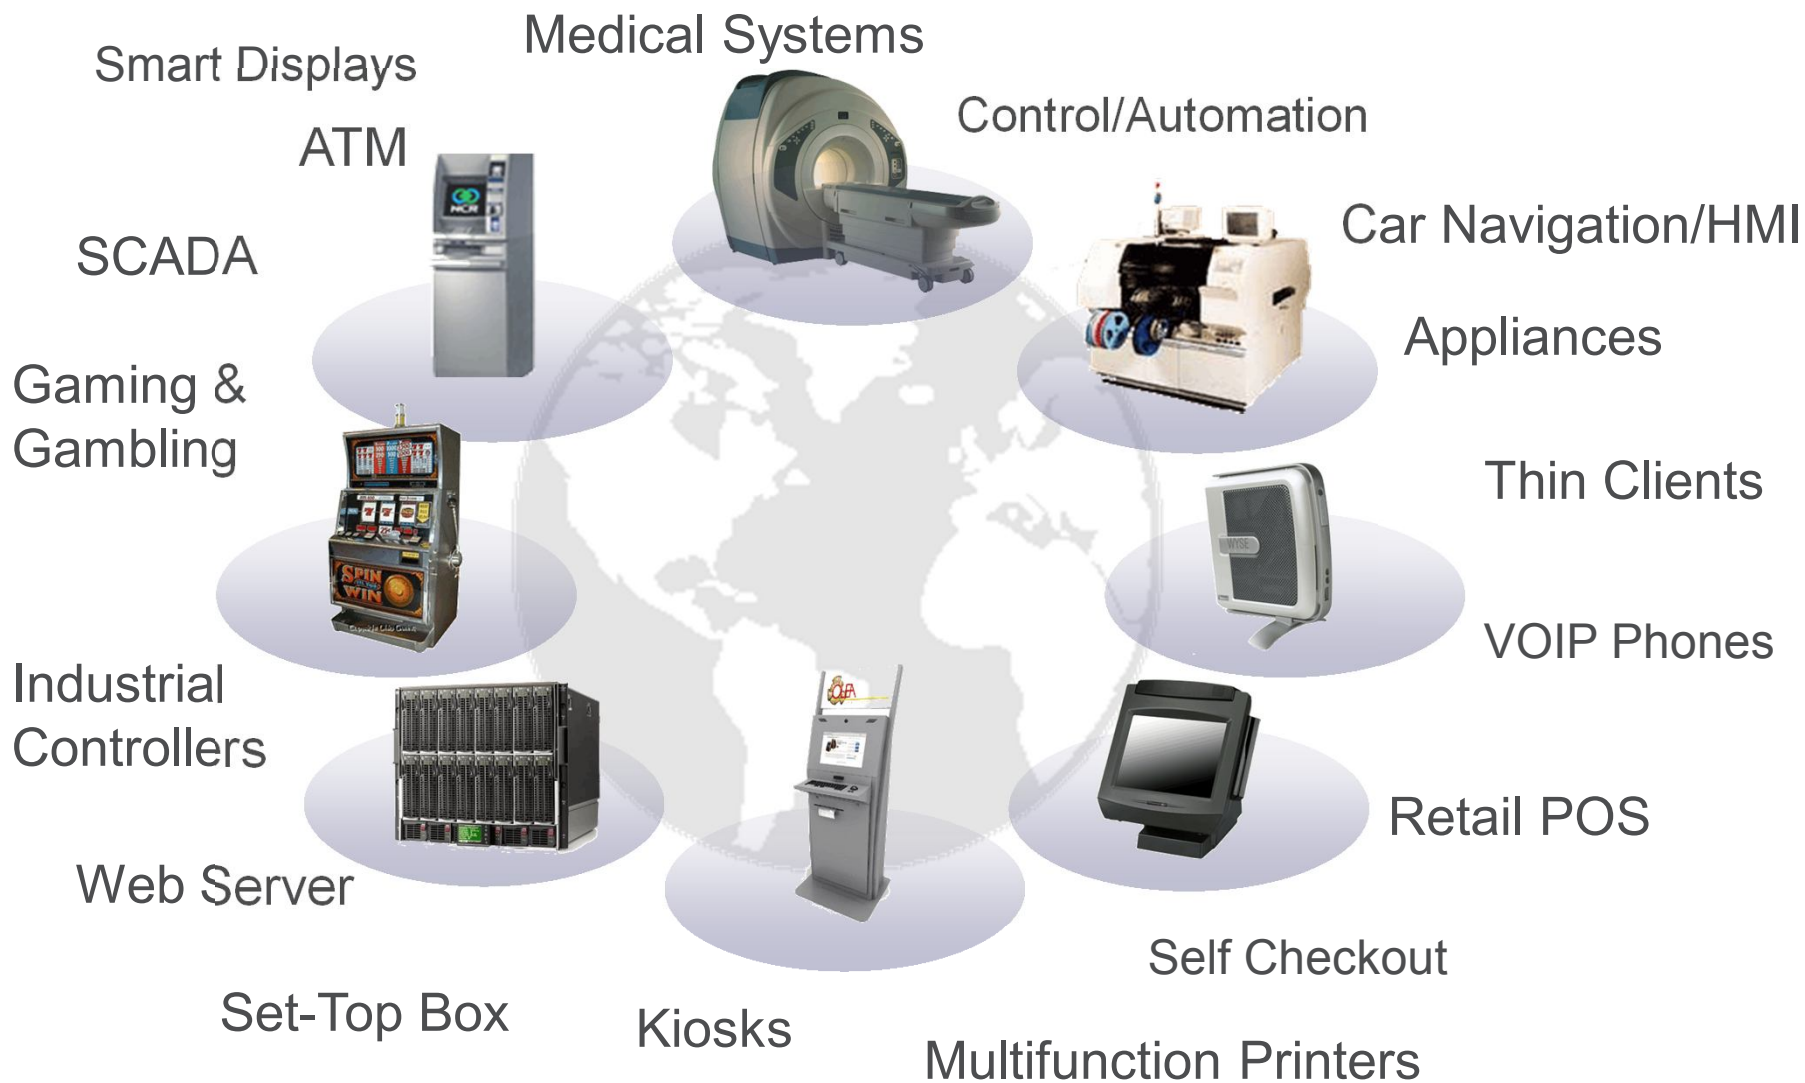 Medical Systems
Smart Displays
Control/Automation
ATM
NCR
Car Navigation/HMI
SCADA
Appliances
Gaming &
Gambling
Thin Clients
WYSE
SPIN
WIN
VOIP Phones
Industrial
Controllers
Retail POS
Web Server
Self Checkout
Set-Top Box
Kiosks
Multifunction Printers